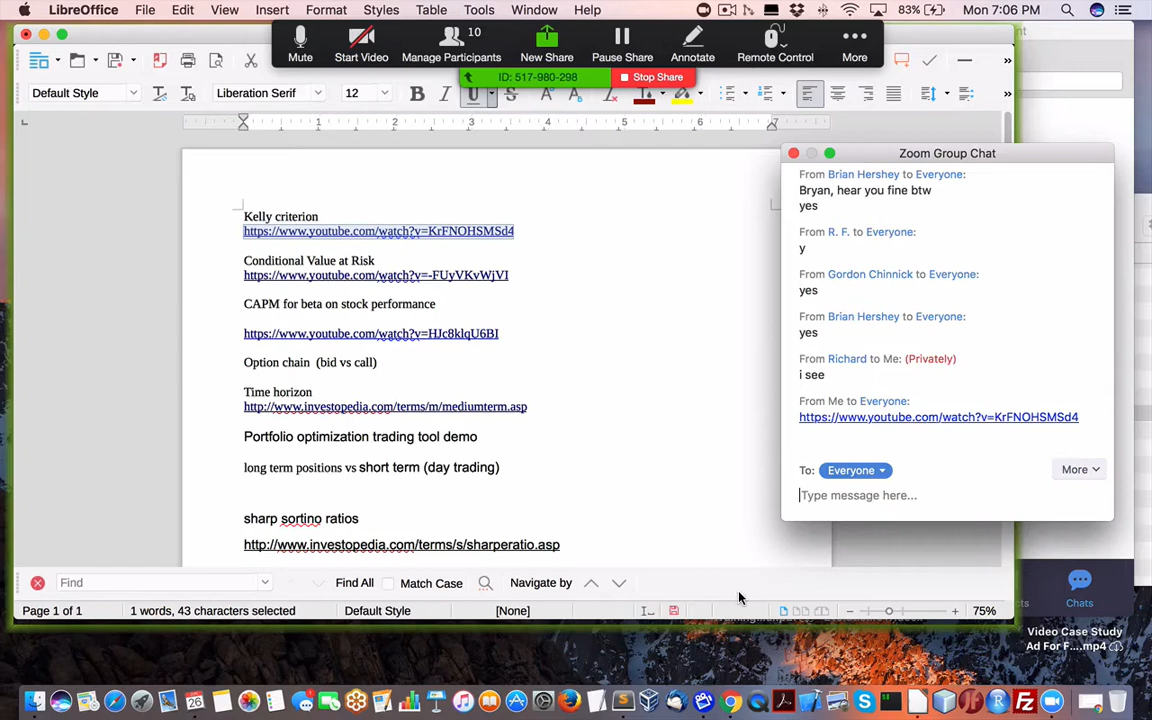 LibreOffice File Edit View Insert Format Styles Table Tools Window Help 83% Mon 7:06 PM
10
Mute Start Video Manage Participants New Share Pause Share Annotate Remote Control More
ID: 517-980-298 Stop Share
Default Style Liberation Serif 12
1 2 3 4 5 6 7
Kelly criterion
https://www.youtube.com/watch?v=KrFNOHSMSd4
Conditional Value at Risk
https://www.youtube.com/watch?v=-FUyVKvWjVI
CAPM for beta on stock performance
https://www.youtube.com/watch?v=HJc8klqU6BI
Option chain (bid vs call)
Time horizon
http://www.investopedia.com/terms/m/mediumterm.asp
Portfolio optimization trading tool demo
long term positions vs short term (day trading)
sharp sortino ratios
http://www.investopedia.com/terms/s/sharperatio.asp
Zoom Group Chat
From Brian Hershey to Everyone:
Bryan, hear you fine btw
yes
From R. F. to Everyone:
y
From Gordon Chinnick to Everyone:
yes
From Brian Hershey to Everyone:
yes
From Richard to Me: (Privately)
i see
From Me to Everyone:
https://www.youtube.com/watch?v=KrFNOHSMSd4
To: Everyone More
Type message here...
Find Find All Match Case Navigate by
Page 1 of 1 1 words, 43 characters selected Default Style [None] 75%
Chats
Video Case Study
Ad For F....mp4
26